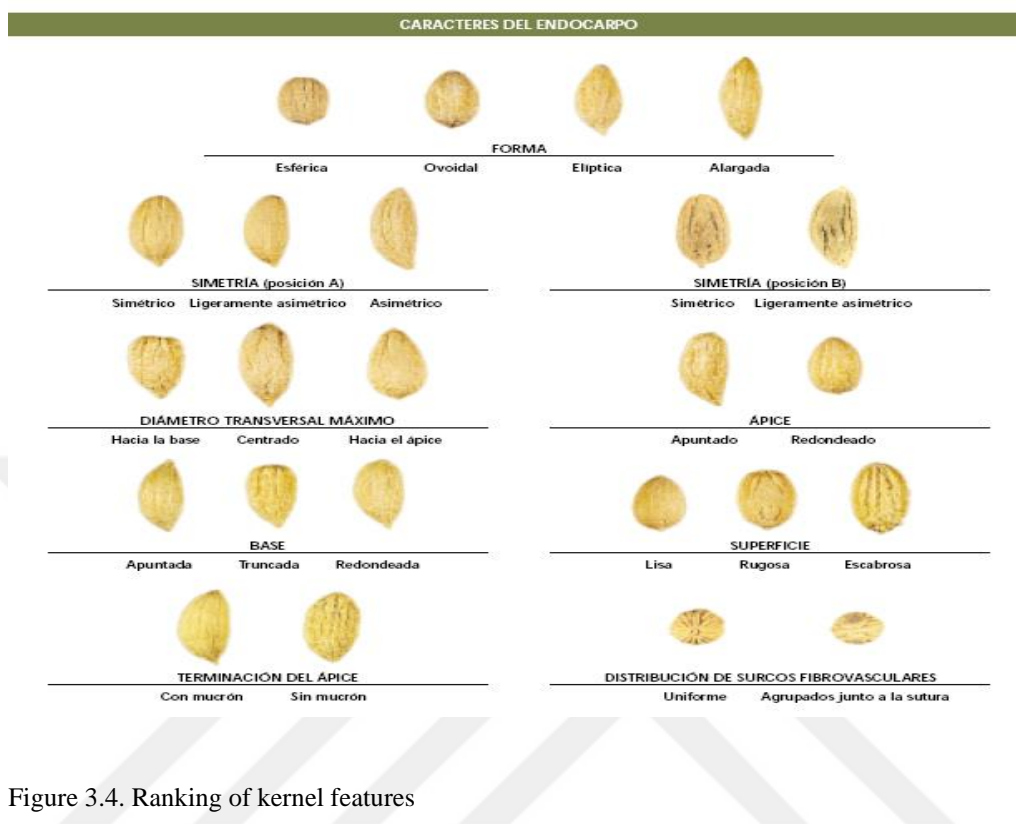 CARACTERES DEL ENDOCARPO
FORMA
Esférica Ovoidal Elíptica Alargada
SIMETRÍA (posición A)
Simétrico Ligeramente asimétrico Asimétrico
SIMETRÍA (posición B)
Simétrico Ligeramente asimétrico
DIÁMETRO TRANSVERSAL MÁXIMO
Hacia la base Centrado Hacia el ápice
ÁPICE
Apuntado Redondeado
BASE
Apuntada Truncada Redondeada
SUPERFICIE
Lisa Rugosa Escabrosa
TERMINACIÓN DEL ÁPICE
Con mucrón Sin mucrón
DISTRIBUCIÓN DE SURCOS FIBROVASCULARES
Uniforme Agrupados junto a la sutura
Figure 3.4. Ranking of kernel features